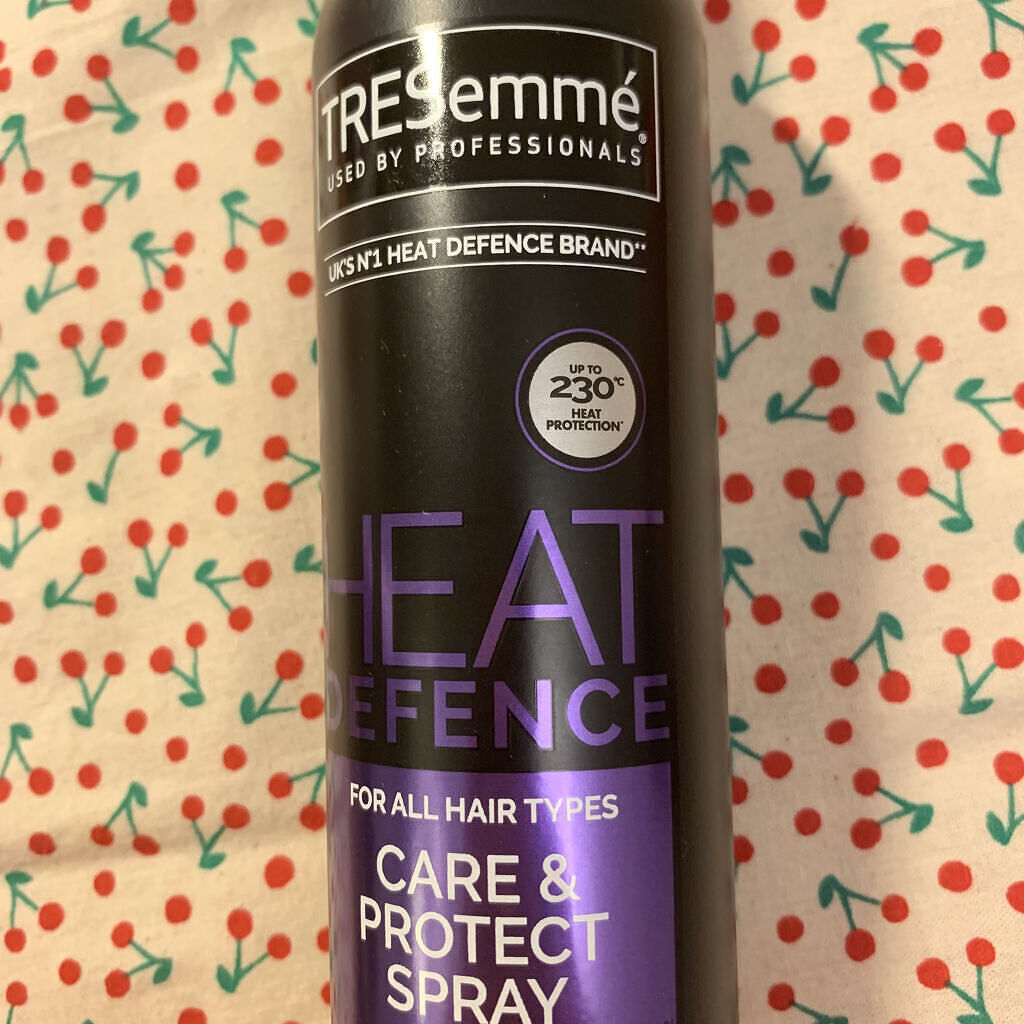 TRESemmé®
USED BY PROFESSIONALS
UK'S N°1 HEAT DEFENCE BRAND**
UP TO
230°C
HEAT
PROTECTION*
HEAT
DEFENCE
FOR ALL HAIR TYPES
CARE &
PROTECT
SPRAY